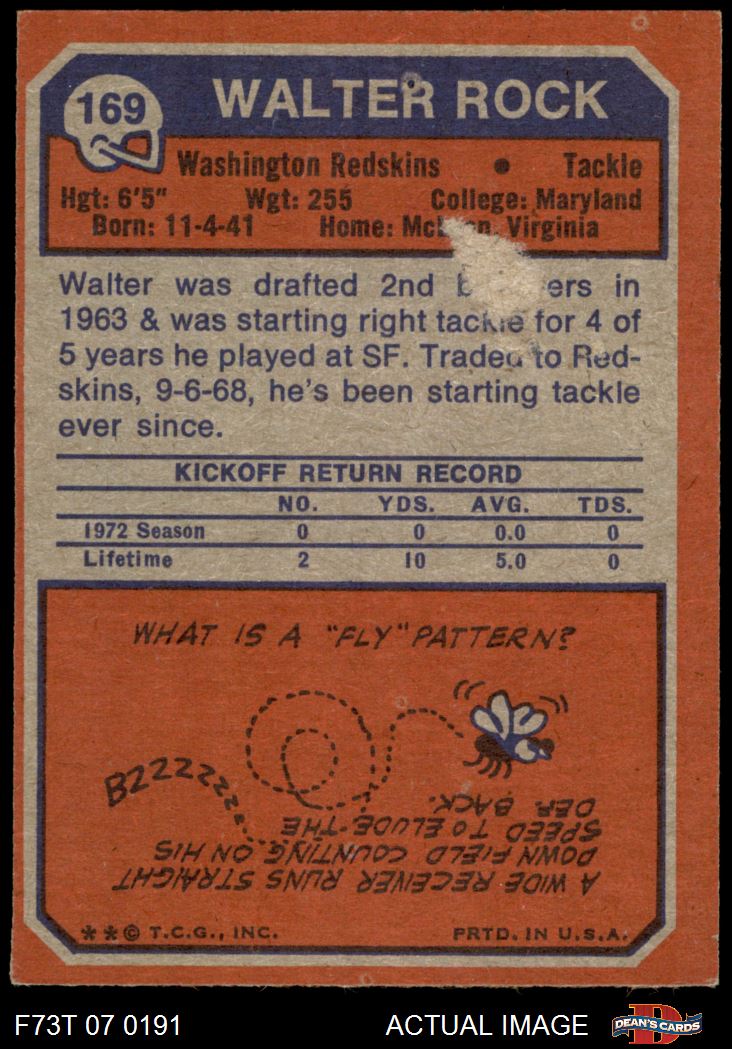 169
WALTER ROCK
Washington Redskins • Tackle
Hgt: 6'5" Wgt: 255 College: Maryland
Born: 11-4-41 Home: Virginia
Walter was drafted 2nd in
1963 & was starting right tackle for 4 of
5 years he played at SF. Traded to Red-
skins, 9-6-68, he's been starting tackle
ever since.
KICKOFF RETURN RECORD
NO. YDS. AVG. TDS.
1972 Season 0 0 0.0 0
Lifetime 2 10 5.0 0
WHAT IS A "FLY" PATTERN?
BZZZZZZZ
A WIDE RECEIVER RUNS STRAIGHT
DOWN FIELD COUNTING ON HIS
SPEED TO ELUDE THE
DEF. BACK.
**© T.C.G., INC. PRTD. IN U.S.A.
F73T 07 0191 ACTUAL IMAGE
D
DEAN'S CARDS